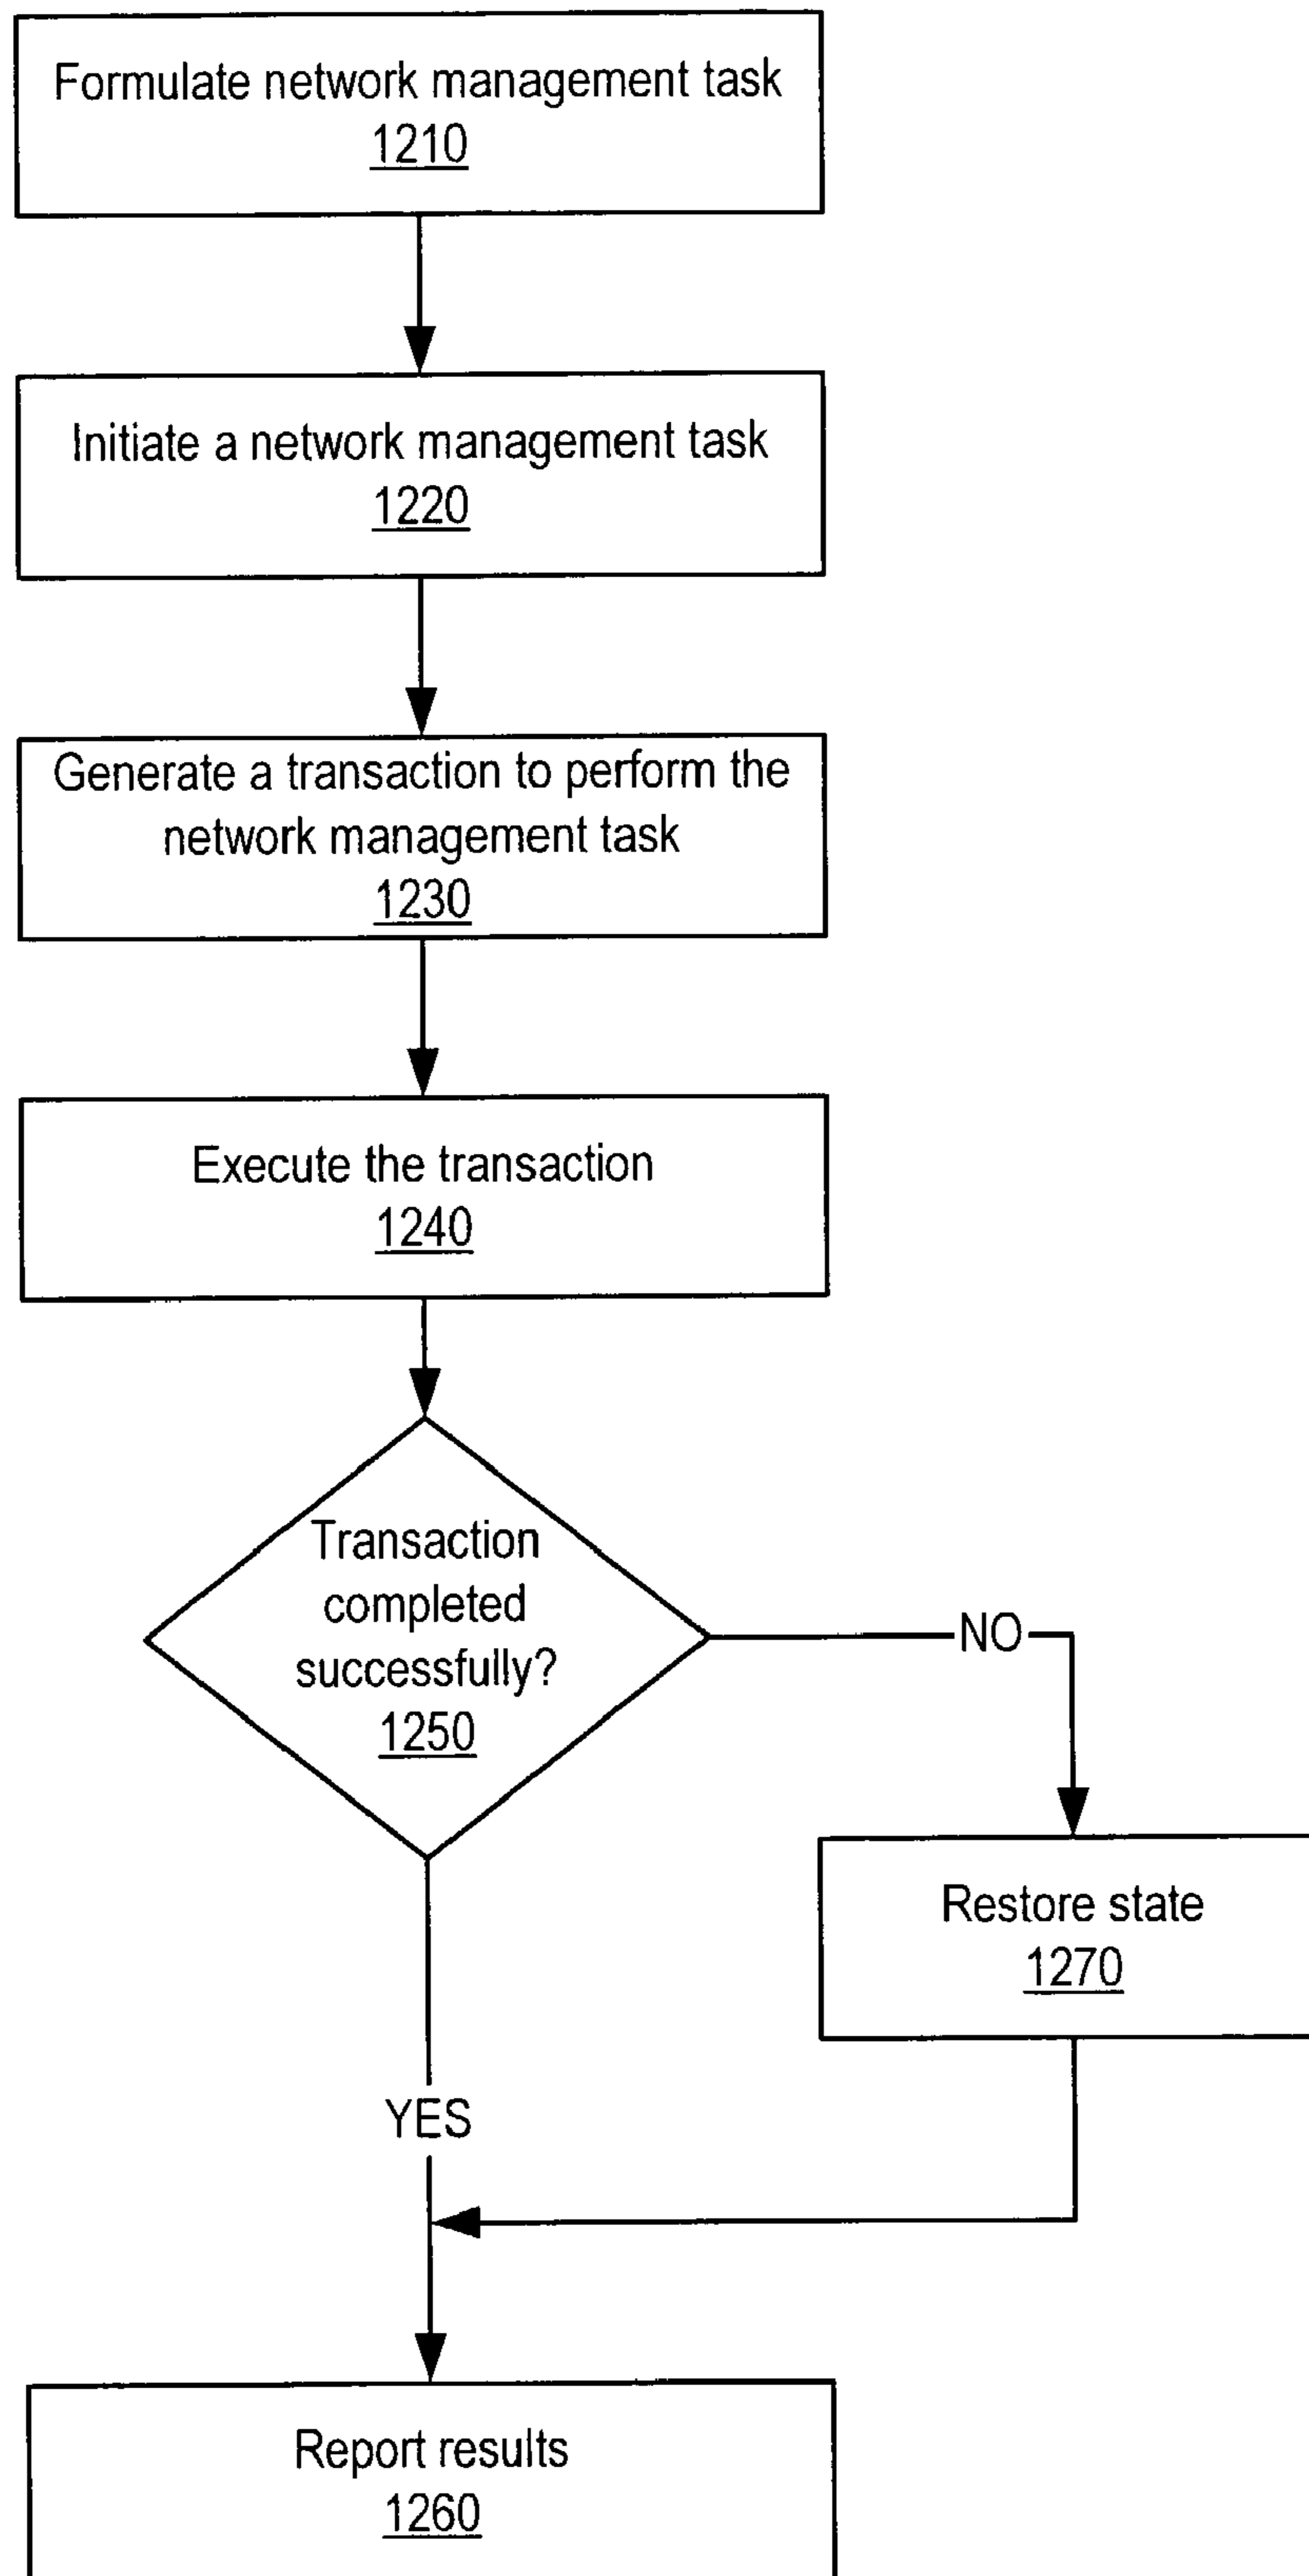 Formulate network management task
1210
Initiate a network management task
1220
Generate a transaction to perform the
network management task
1230
Execute the transaction
1240
Transaction
completed
successfully?
1250
NO
Restore state
1270
YES
Report results
1260